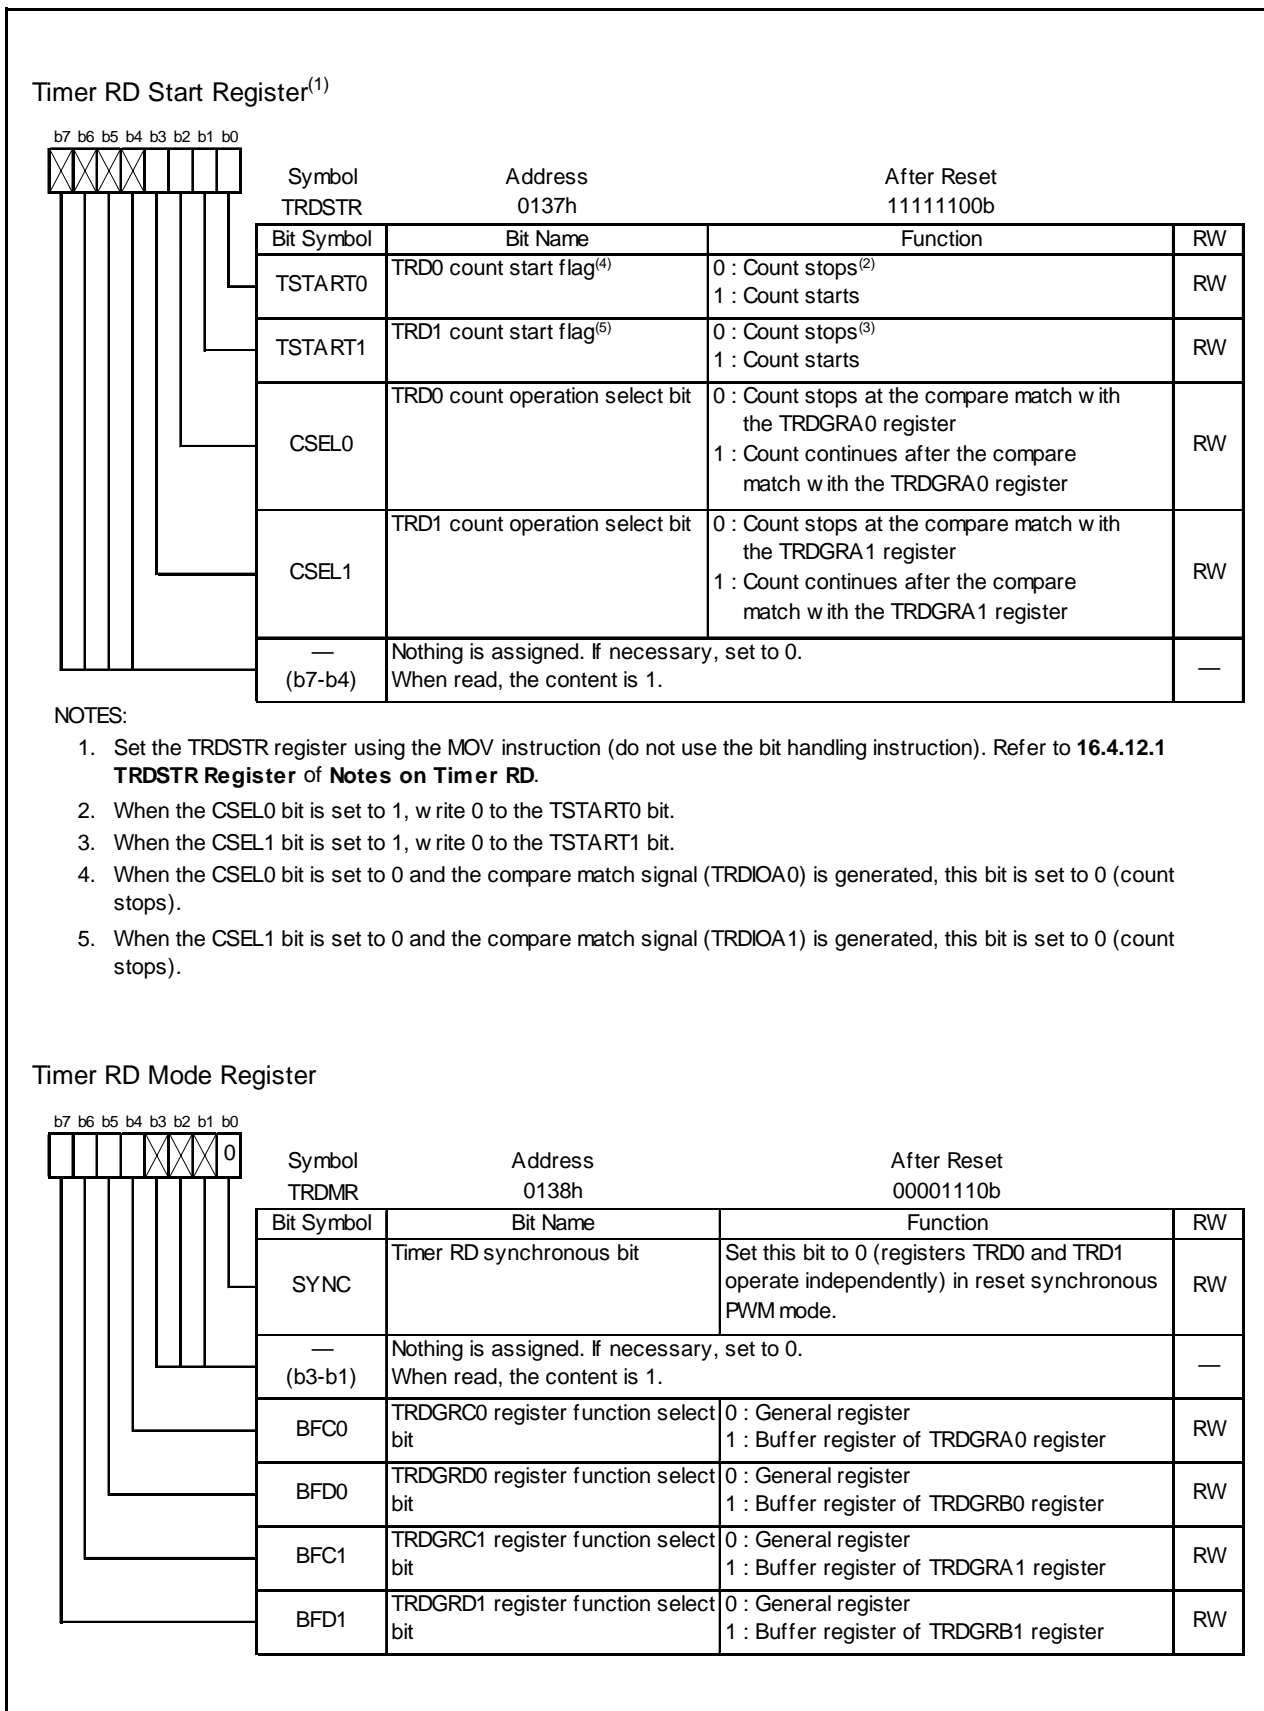 Timer RD Start Register(1)
b7 b6 b5 b4 b3 b2 b1 b0
Symbol Address After Reset
TRDSTR 0137h 11111100b
Bit Symbol Bit Name Function RW
TSTART0 TRD0 count start flag(4) 0 : Count stops(2) RW
1 : Count starts
TSTART1 TRD1 count start flag(5) 0 : Count stops(3) RW
1 : Count starts
CSEL0 TRD0 count operation select bit 0 : Count stops at the compare match with RW
the TRDGRA0 register
1 : Count continues after the compare
match with the TRDGRA0 register
CSEL1 TRD1 count operation select bit 0 : Count stops at the compare match with RW
the TRDGRA1 register
1 : Count continues after the compare
match with the TRDGRA1 register
— Nothing is assigned. If necessary, set to 0. —
(b7-b4) When read, the content is 1.
NOTES:
1. Set the TRDSTR register using the MOV instruction (do not use the bit handling instruction). Refer to 16.4.12.1
TRDSTR Register of Notes on Timer RD.
2. When the CSEL0 bit is set to 1, write 0 to the TSTART0 bit.
3. When the CSEL1 bit is set to 1, write 0 to the TSTART1 bit.
4. When the CSEL0 bit is set to 0 and the compare match signal (TRDIOA0) is generated, this bit is set to 0 (count
stops).
5. When the CSEL1 bit is set to 0 and the compare match signal (TRDIOA1) is generated, this bit is set to 0 (count
stops).
Timer RD Mode Register
b7 b6 b5 b4 b3 b2 b1 b0
0
Symbol Address After Reset
TRDMR 0138h 00001110b
Bit Symbol Bit Name Function RW
SYNC Timer RD synchronous bit Set this bit to 0 (registers TRD0 and TRD1 RW
operate independently) in reset synchronous
PWM mode.
— Nothing is assigned. If necessary, set to 0. —
(b3-b1) When read, the content is 1.
BFC0 TRDGRC0 register function select 0 : General register RW
bit 1 : Buffer register of TRDGRA0 register
BFD0 TRDGRD0 register function select 0 : General register RW
bit 1 : Buffer register of TRDGRB0 register
BFC1 TRDGRC1 register function select 0 : General register RW
bit 1 : Buffer register of TRDGRA1 register
BFD1 TRDGRD1 register function select 0 : General register RW
bit 1 : Buffer register of TRDGRB1 register